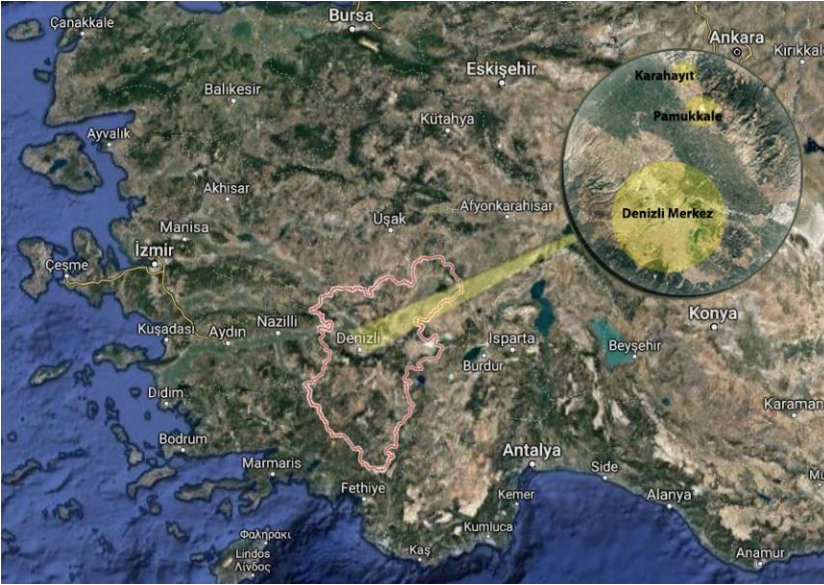 Bursa
Çanakkale
Ankara
Kırıkkale
Eskişehir
Karahayıt
Balıkesir
Pamukkale
Kütahya
Ayvalık
Akhisar
Afyonkarahisar
Denizli Merkez
Uşak
Manisa
İzmir
Çeşme
Konya
Kuşadası
Aydın
Nazilli
Denizli
Isparta
Beyşehir
Burdur
Didim
Karaman
Bodrum
Antalya
Marmaris
Side
Fethiye
Kemer
Alanya
Kumluca
Φαληράκι
Lindos
Λίνδος
Kaş
Anamur